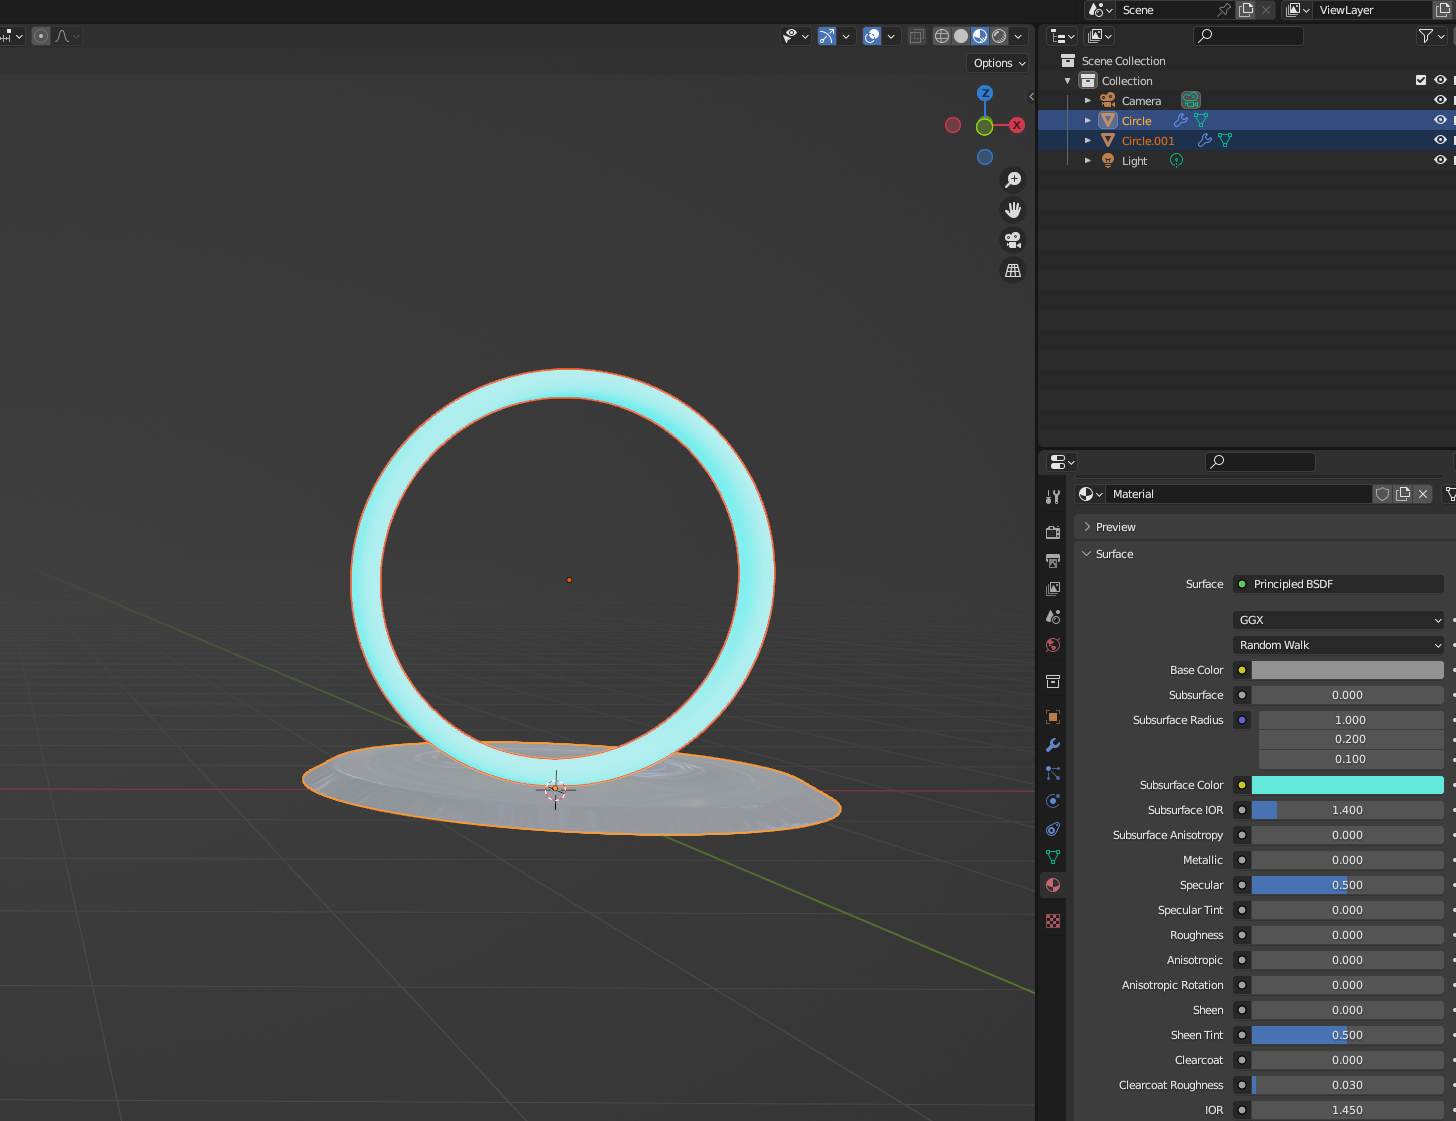 Scene
ViewLayer
Options
Z
X
Scene Collection
Collection
Camera
Circle
Circle.001
Light
Material
Preview
Surface
Surface Principled BSDF
GGX
Random Walk
Base Color
Subsurface 0.000
Subsurface Radius 1.000
0.200
0.100
Subsurface Color
Subsurface IOR 1.400
Subsurface Anisotropy 0.000
Metallic 0.000
Specular 0.500
Specular Tint 0.000
Roughness 0.000
Anisotropic 0.000
Anisotropic Rotation 0.000
Sheen 0.000
Sheen Tint 0.500
Clearcoat 0.000
Clearcoat Roughness 0.030
IOR 1.450